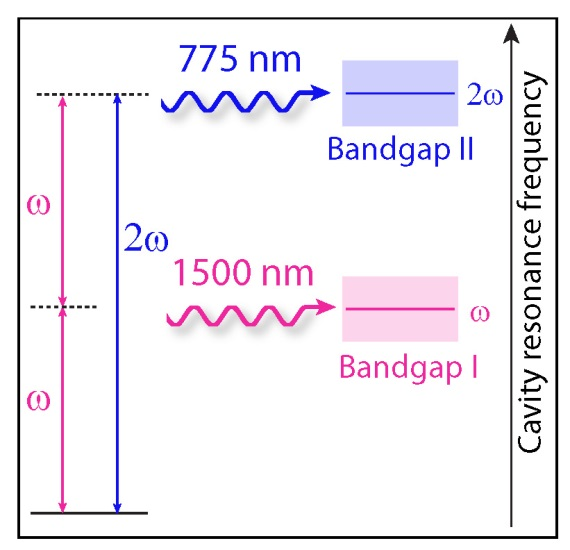 775 nm
2ω
Bandgap II
ω
2ω
1500 nm
ω
Bandgap I
ω
Cavity resonance frequency